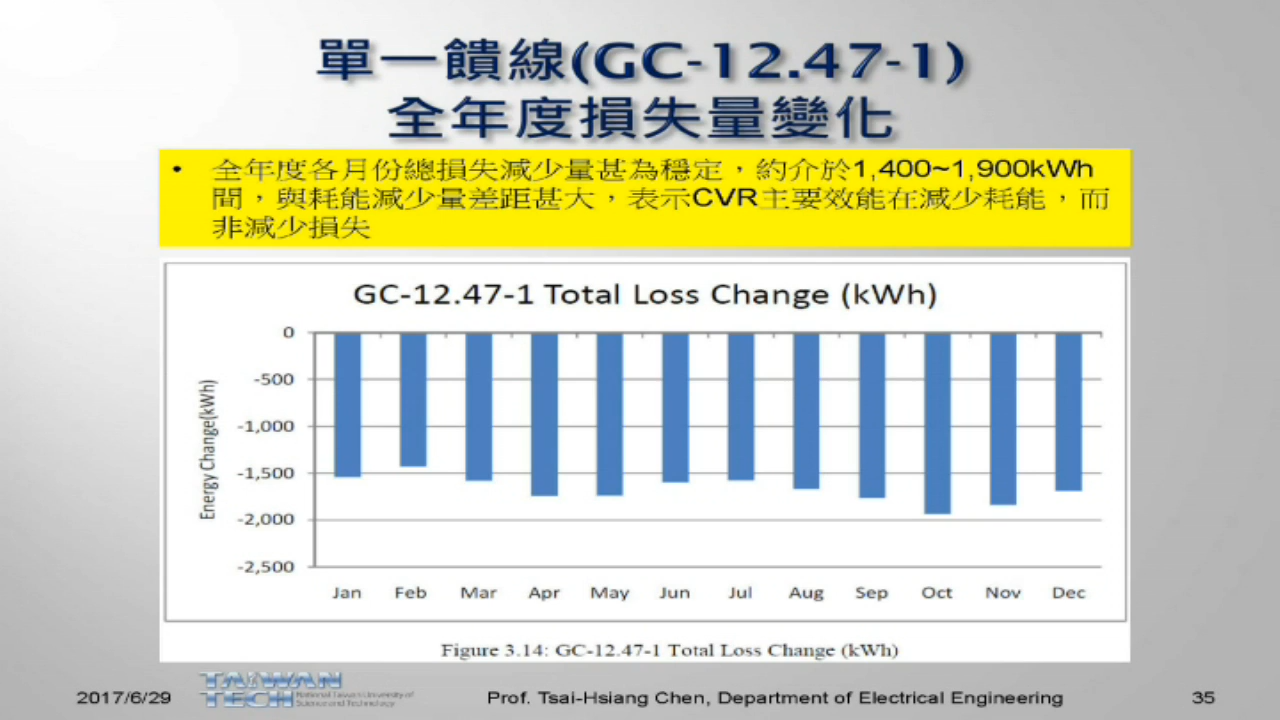 單一饋線(GC-12.47-1)
全年度損失量變化
• 全年度各月份總損失減少量甚為穩定，約介於1,400~1,900kWh
間，與耗能減少量差距甚大，表示CVR主要效能在減少耗能，而
非減少損失
GC-12.47-1 Total Loss Change (kWh)
Energy Change(kWh)
0
-500
-1,000
-1,500
-2,000
-2,500
Jan Feb Mar Apr May Jun Jul Aug Sep Oct Nov Dec
Figure 3.14: GC-12.47-1 Total Loss Change (kWh)
TAIWAN
TECH National Taiwan University of
Science and Technology
2017/6/29 Prof. Tsai-Hsiang Chen, Department of Electrical Engineering 35